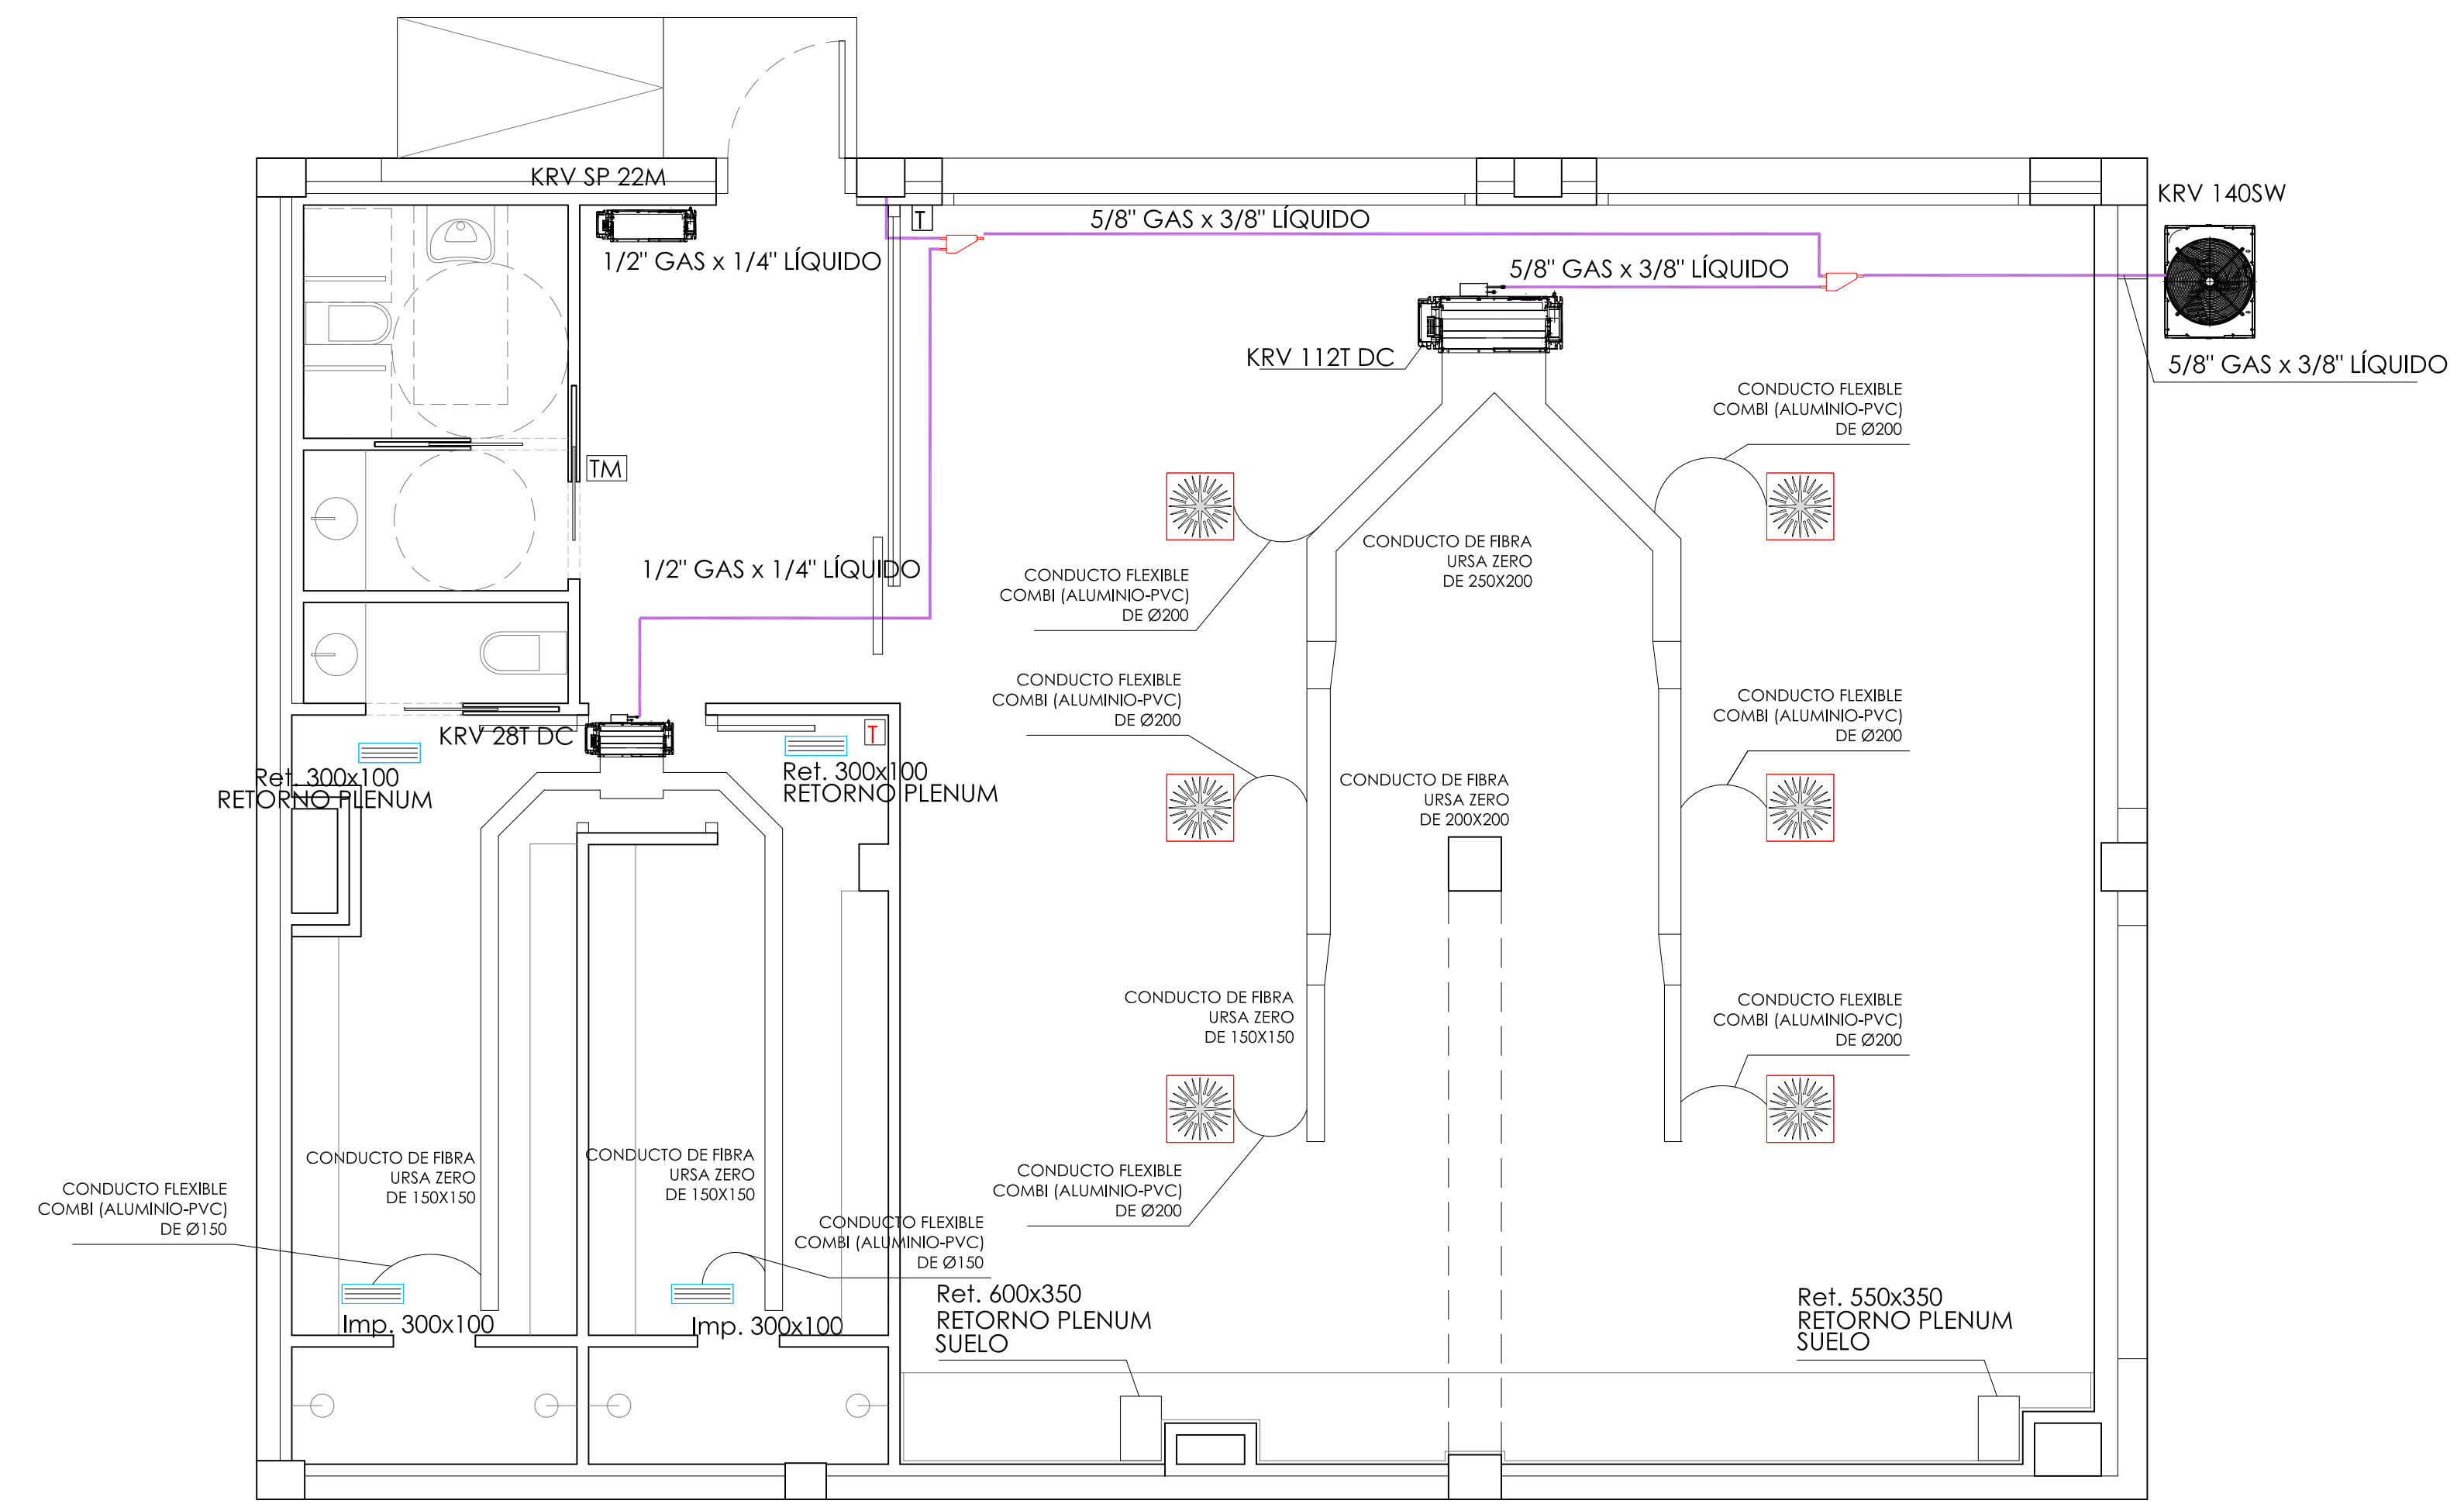 KRV SP 22M
KRV 140SW
T
5/8" GAS x 3/8" LÍQUIDO
1/2" GAS x 1/4" LÍQUIDO
5/8" GAS x 3/8" LÍQUIDO
KRV 112T DC
5/8" GAS x 3/8" LÍQUIDO
CONDUCTO FLEXIBLE
COMBI (ALUMINIO-PVC)
DE Ø200
TM
CONDUCTO DE FIBRA
URSA ZERO
DE 250X200
1/2" GAS x 1/4" LÍQUIDO
CONDUCTO FLEXIBLE
COMBI (ALUMINIO-PVC)
DE Ø200
CONDUCTO FLEXIBLE
COMBI (ALUMINIO-PVC)
DE Ø200
CONDUCTO FLEXIBLE
COMBI (ALUMINIO-PVC)
DE Ø200
KRV 28T DC
T
Ret. 300x100
RETORNO PLENUM
Ret. 300x100
RETORNO PLENUM
CONDUCTO DE FIBRA
URSA ZERO
DE 200X200
CONDUCTO DE FIBRA
URSA ZERO
DE 150X150
CONDUCTO FLEXIBLE
COMBI (ALUMINIO-PVC)
DE Ø200
CONDUCTO DE FIBRA
URSA ZERO
DE 150X150
CONDUCTO DE FIBRA
URSA ZERO
DE 150X150
CONDUCTO FLEXIBLE
COMBI (ALUMINIO-PVC)
DE Ø200
CONDUCTO FLEXIBLE
COMBI (ALUMINIO-PVC)
DE Ø150
CONDUCTO FLEXIBLE
COMBI (ALUMINIO-PVC)
DE Ø150
Imp. 300x100
Imp. 300x100
Ret. 600x350
RETORNO PLENUM
SUELO
Ret. 550x350
RETORNO PLENUM
SUELO